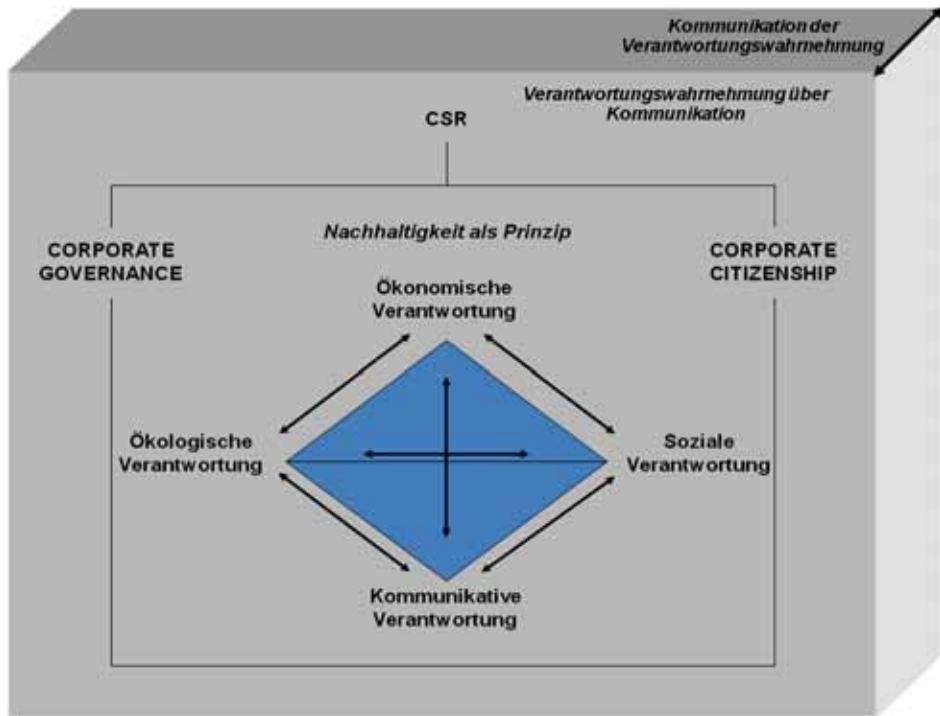 Kommunikation der
Verantwortungswahrnehmung
Verantwortungswahrnehmung über
Kommunikation
CSR
Nachhaltigkeit als Prinzip
CORPORATE
GOVERNANCE
CORPORATE
CITIZENSHIP
Ökonomische
Verantwortung
Ökologische
Verantwortung
Soziale
Verantwortung
Kommunikative
Verantwortung